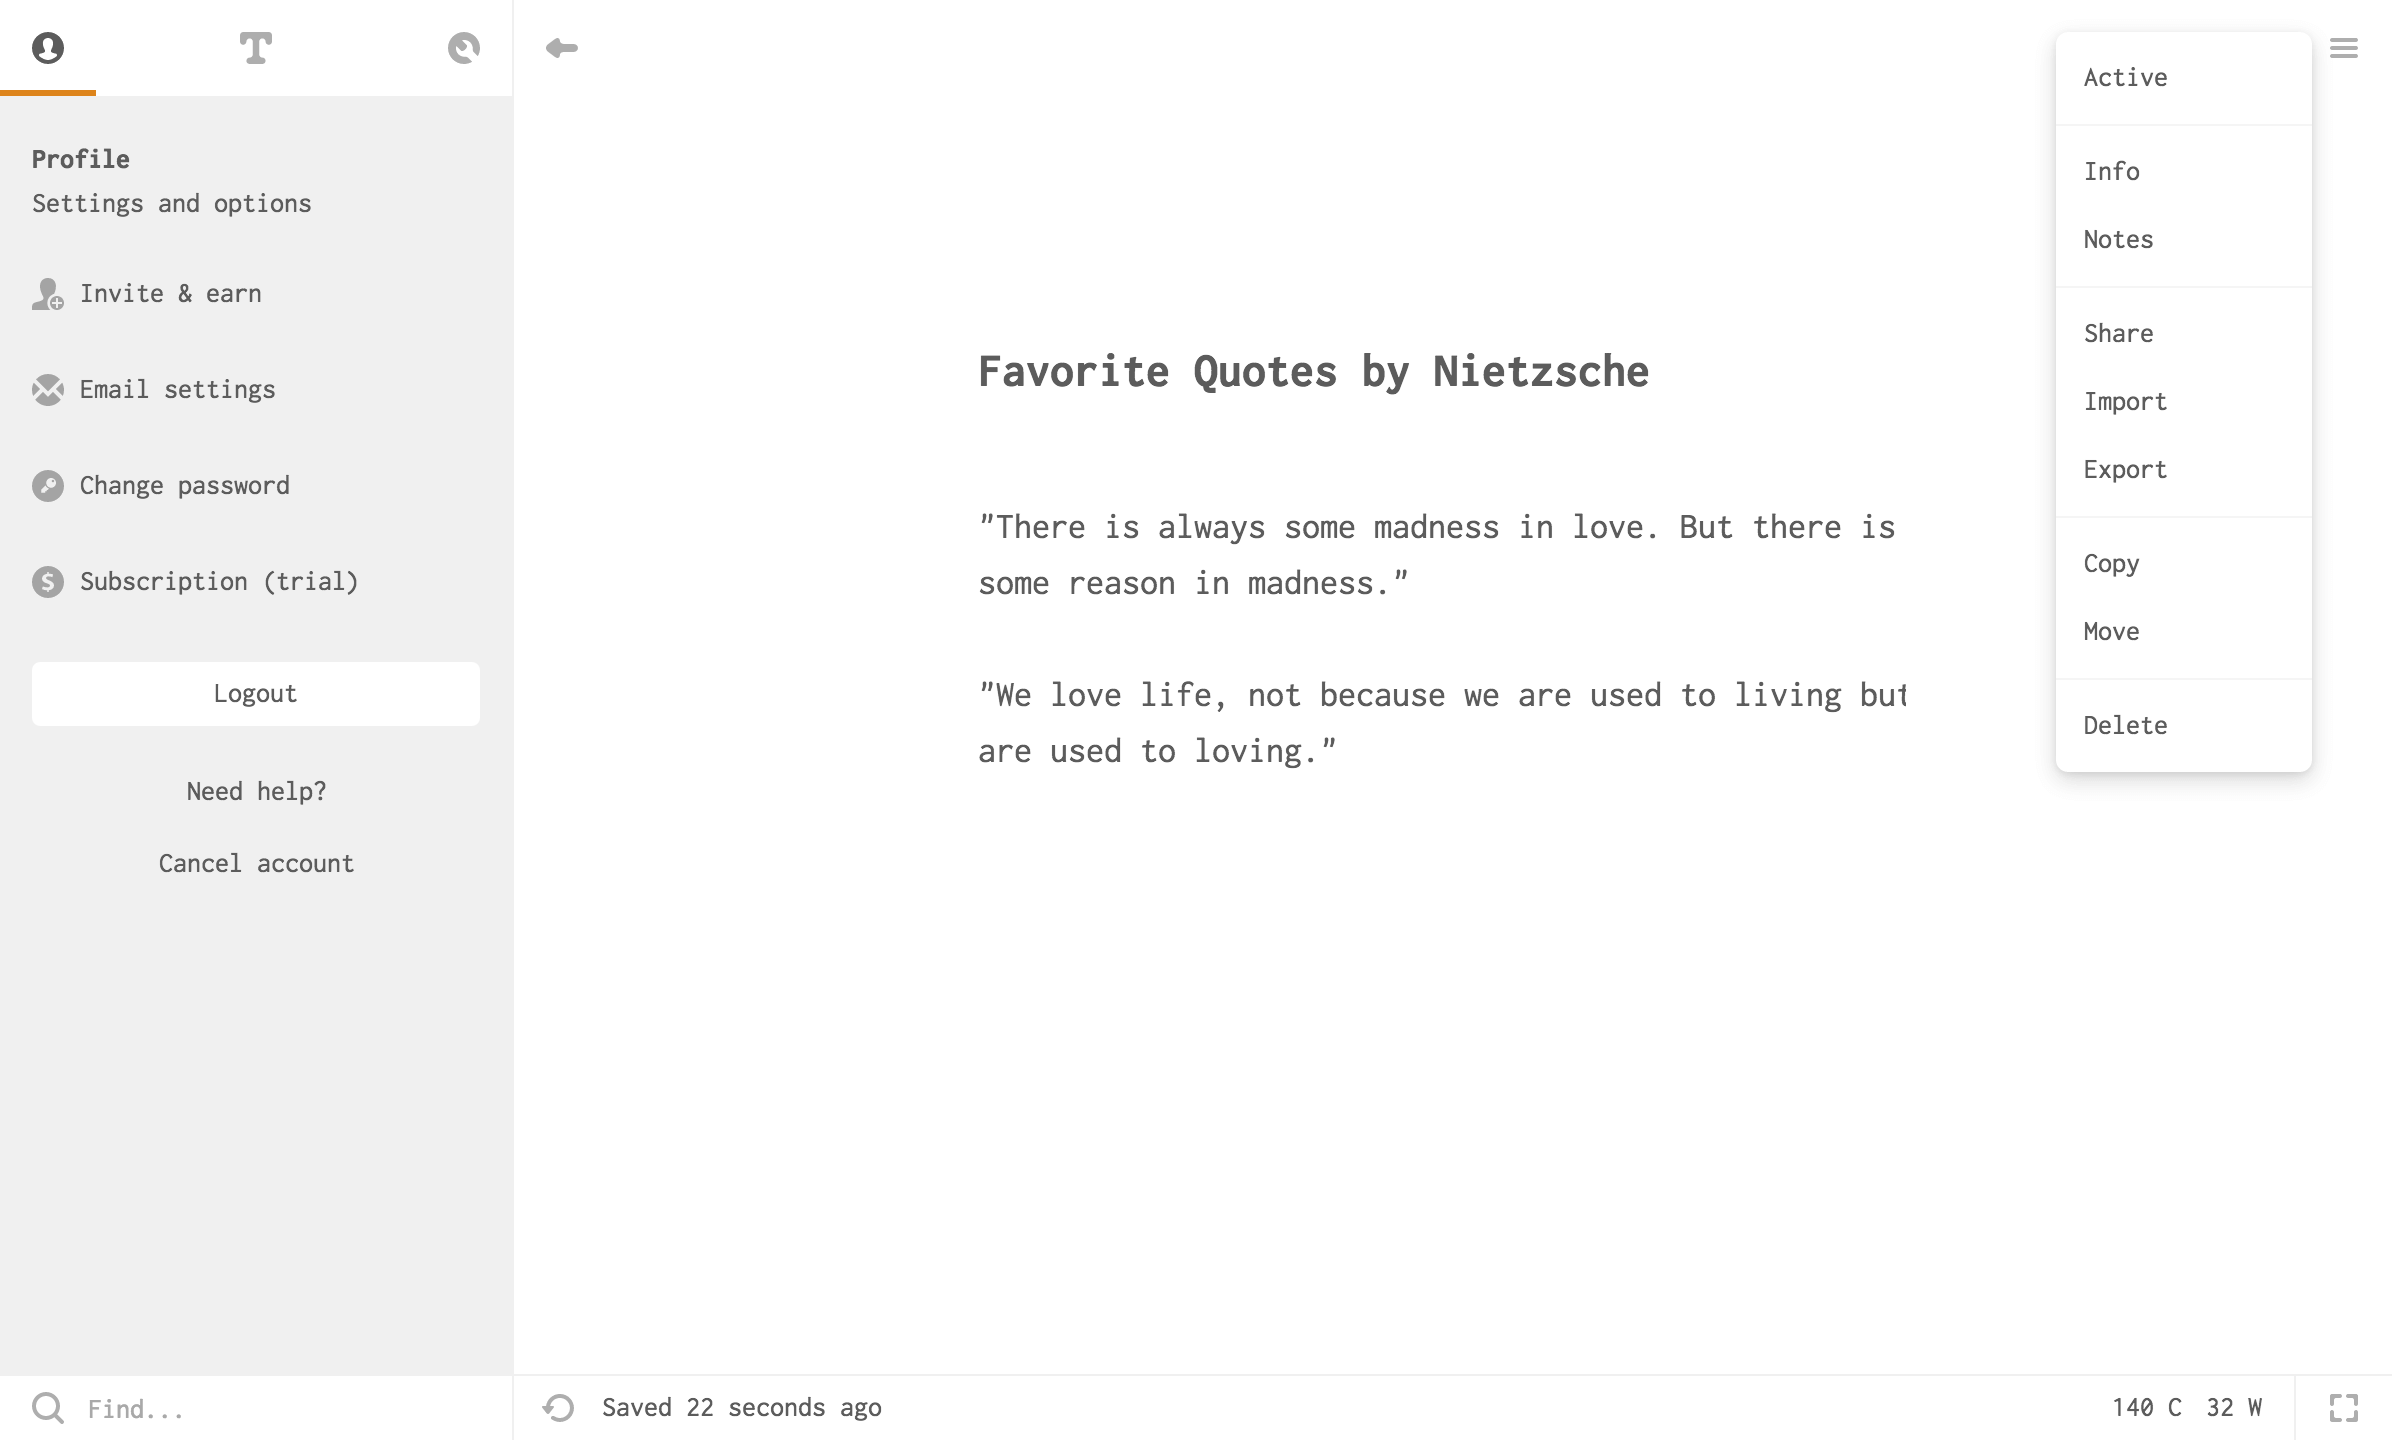 Profile
Settings and options
Invite & earn
Email settings
Change password
Subscription (trial)
Logout
Need help?
Cancel account
Find...
Favorite Quotes by Nietzsche
"There is always some madness in love. But there is
some reason in madness."
"We love life, not because we are used to living but
are used to loving."
Active
Info
Notes
Share
Import
Export
Copy
Move
Delete
Saved 22 seconds ago
140 C 32 W